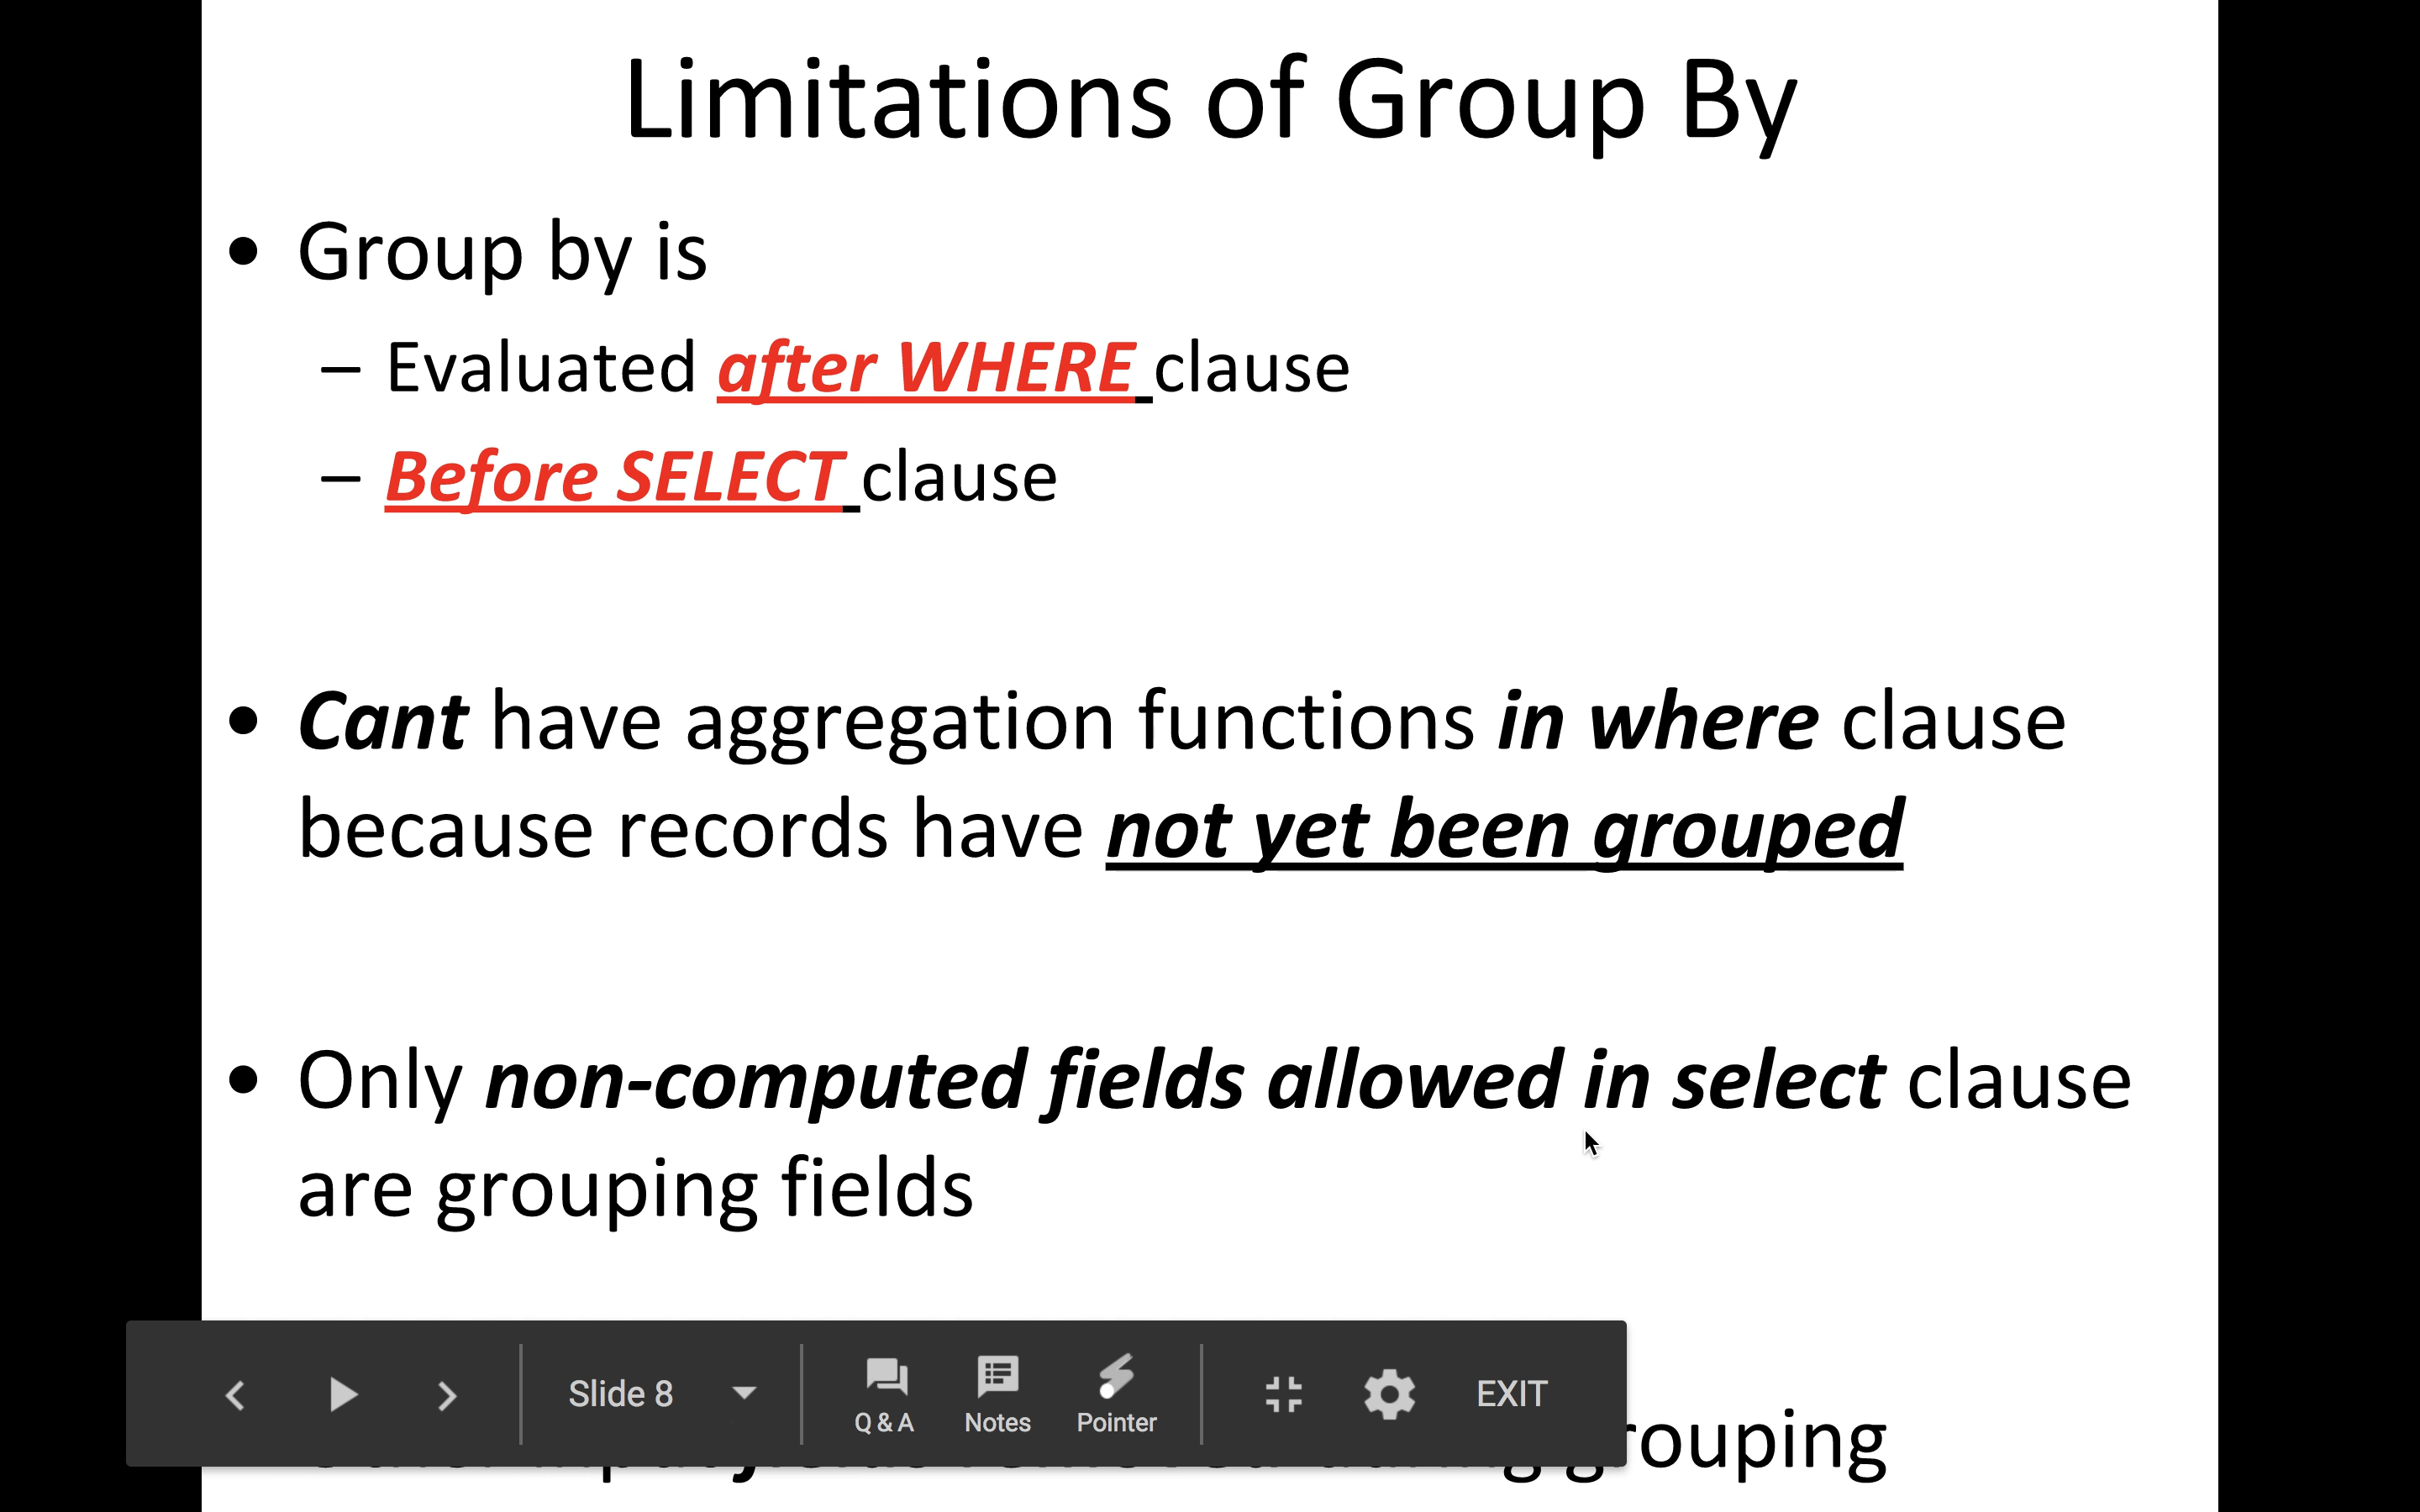 Limitations of Group By
• Group by is
– Evaluated after WHERE clause
– Before SELECT clause
• Cant have aggregation functions in where clause
because records have not yet been grouped
• Only non-computed fields allowed in select clause
are grouping fields
Slide 8
Q & A
Notes
Pointer
EXIT